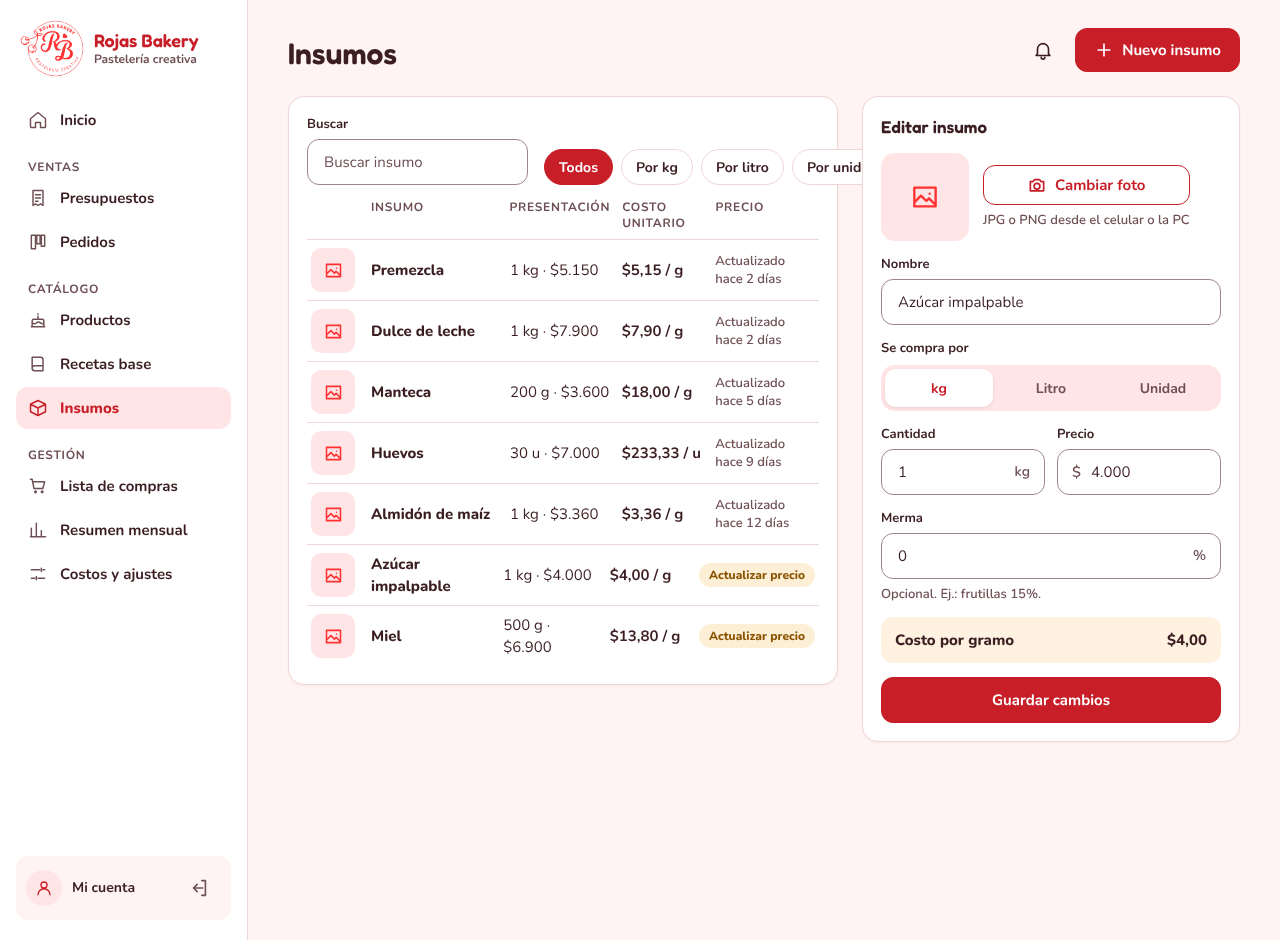 ROJAS BAKERY
RB
PASTELERÍA CREATIVA
Rojas Bakery
Pastelería creativa
Inicio
VENTAS
Presupuestos
Pedidos
CATÁLOGO
Productos
Recetas base
Insumos
GESTIÓN
Lista de compras
Resumen mensual
Costos y ajustes
Mi cuenta
Insumos
Nuevo insumo
Buscar
Buscar insumo
Todos
Por kg
Por litro
Por unid
INSUMO PRESENTACIÓN COSTO UNITARIO PRECIO
Premezcla 1 kg · $5.150 $5,15 / g Actualizado hace 2 días
Dulce de leche 1 kg · $7.900 $7,90 / g Actualizado hace 2 días
Manteca 200 g · $3.600 $18,00 / g Actualizado hace 5 días
Huevos 30 u · $7.000 $233,33 / u Actualizado hace 9 días
Almidón de maíz 1 kg · $3.360 $3,36 / g Actualizado hace 12 días
Azúcar impalpable 1 kg · $4.000 $4,00 / g Actualizar precio
Miel 500 g · $6.900 $13,80 / g Actualizar precio
Editar insumo
Cambiar foto
JPG o PNG desde el celular o la PC
Nombre
Azúcar impalpable
Se compra por
kg Litro Unidad
Cantidad Precio
1 kg $ 4.000
Merma
0 %
Opcional. Ej.: frutillas 15%.
Costo por gramo $4,00
Guardar cambios